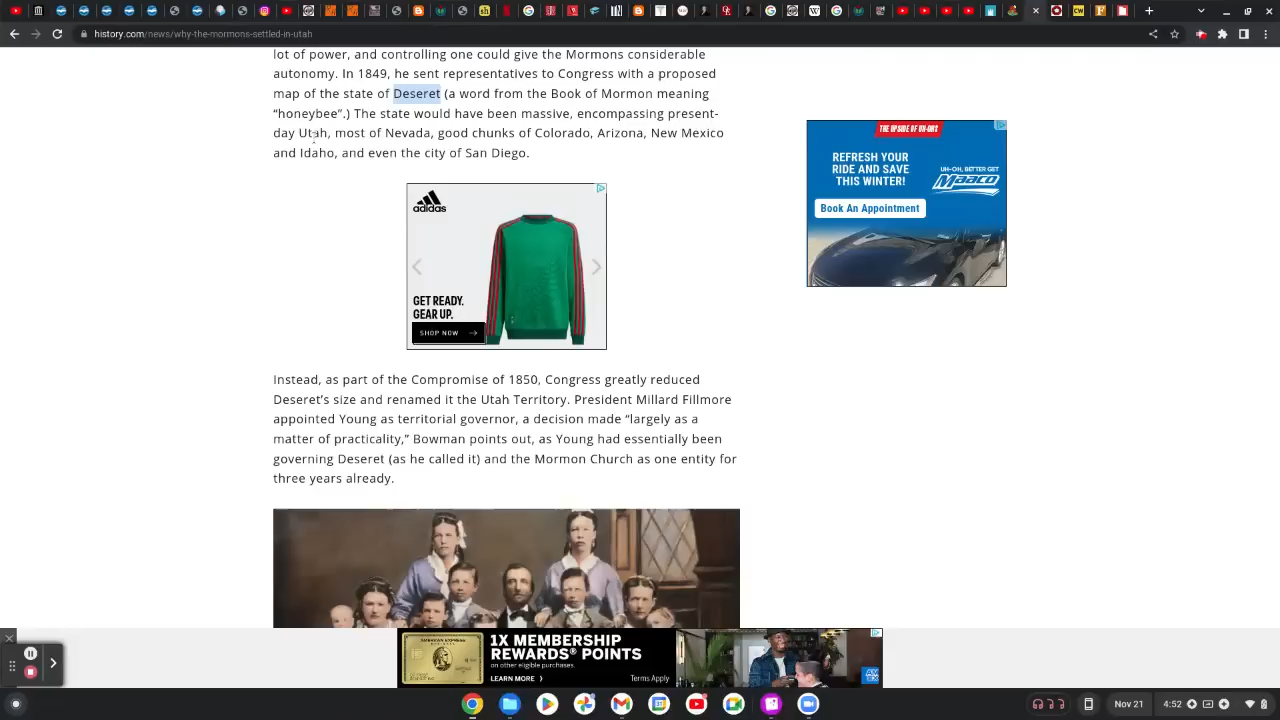 history.com/news/why-the-mormons-settled-in-utah
lot of power, and controlling one could give the Mormons considerable
autonomy. In 1849, he sent representatives to Congress with a proposed
map of the state of Deseret (a word from the Book of Mormon meaning
“honeybee”.) The state would have been massive, encompassing present-
day Utah, most of Nevada, good chunks of Colorado, Arizona, New Mexico
and Idaho, and even the city of San Diego.
THE UPSIDE OF UH-OHS
REFRESH YOUR
RIDE AND SAVE
THIS WINTER!
UH-OH, BETTER GET
Maaco
Book An Appointment
adidas
GET READY.
GEAR UP.
SHOP NOW
Instead, as part of the Compromise of 1850, Congress greatly reduced
Deseret’s size and renamed it the Utah Territory. President Millard Fillmore
appointed Young as territorial governor, a decision made “largely as a
matter of practicality,” Bowman points out, as Young had essentially been
governing Deseret (as he called it) and the Mormon Church as one entity for
three years already.
1X MEMBERSHIP
REWARDS® POINTS
on other eligible purchases.
LEARN MORE
Terms Apply
Nov 21
4:52